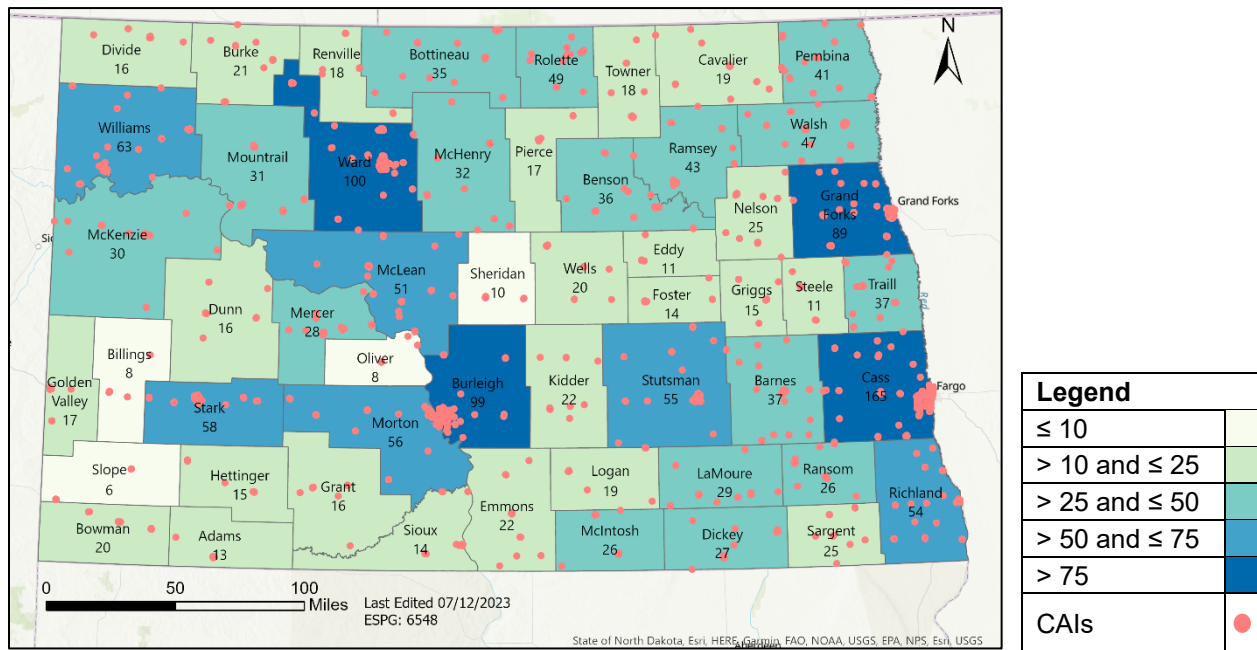 N
Divide
16
Burke
21
Renville
18
Bottineau
35
Rolette
49
Towner
18
Cavalier
19
Pembina
41
Williams
63
Mountrail
31
Ward
100
McHenry
32
Pierce
17
Benson
36
Ramsey
43
Walsh
47
Nelson
25
Grand
Forks
89
Grand Forks
McKenzie
30
Dunn
16
Mercer
28
McLean
51
Sheridan
10
Wells
20
Eddy
11
Foster
14
Griggs
15
Steele
11
Traill
37
Red
Golden
Valley
17
Billings
8
Stark
58
Oliver
8
Morton
56
Burleigh
99
Kidder
22
Stutsman
55
Barnes
37
Cass
165
Fargo
Slope
6
Hettinger
15
Grant
16
Bowman
20
Adams
13
Sioux
14
Emmons
22
Logan
19
McIntosh
26
LaMoure
29
Dickey
27
Ransom
26
Sargent
25
Richland
54
0 50 100
Miles
Last Edited 07/12/2023
ESPG: 6548
State of North Dakota, Esri, HERE, Garmin, FAO, NOAA, USGS, EPA, NPS, Esri, USGS
Legend
≤ 10
> 10 and ≤ 25
> 25 and ≤ 50
> 50 and ≤ 75
> 75
CAIs